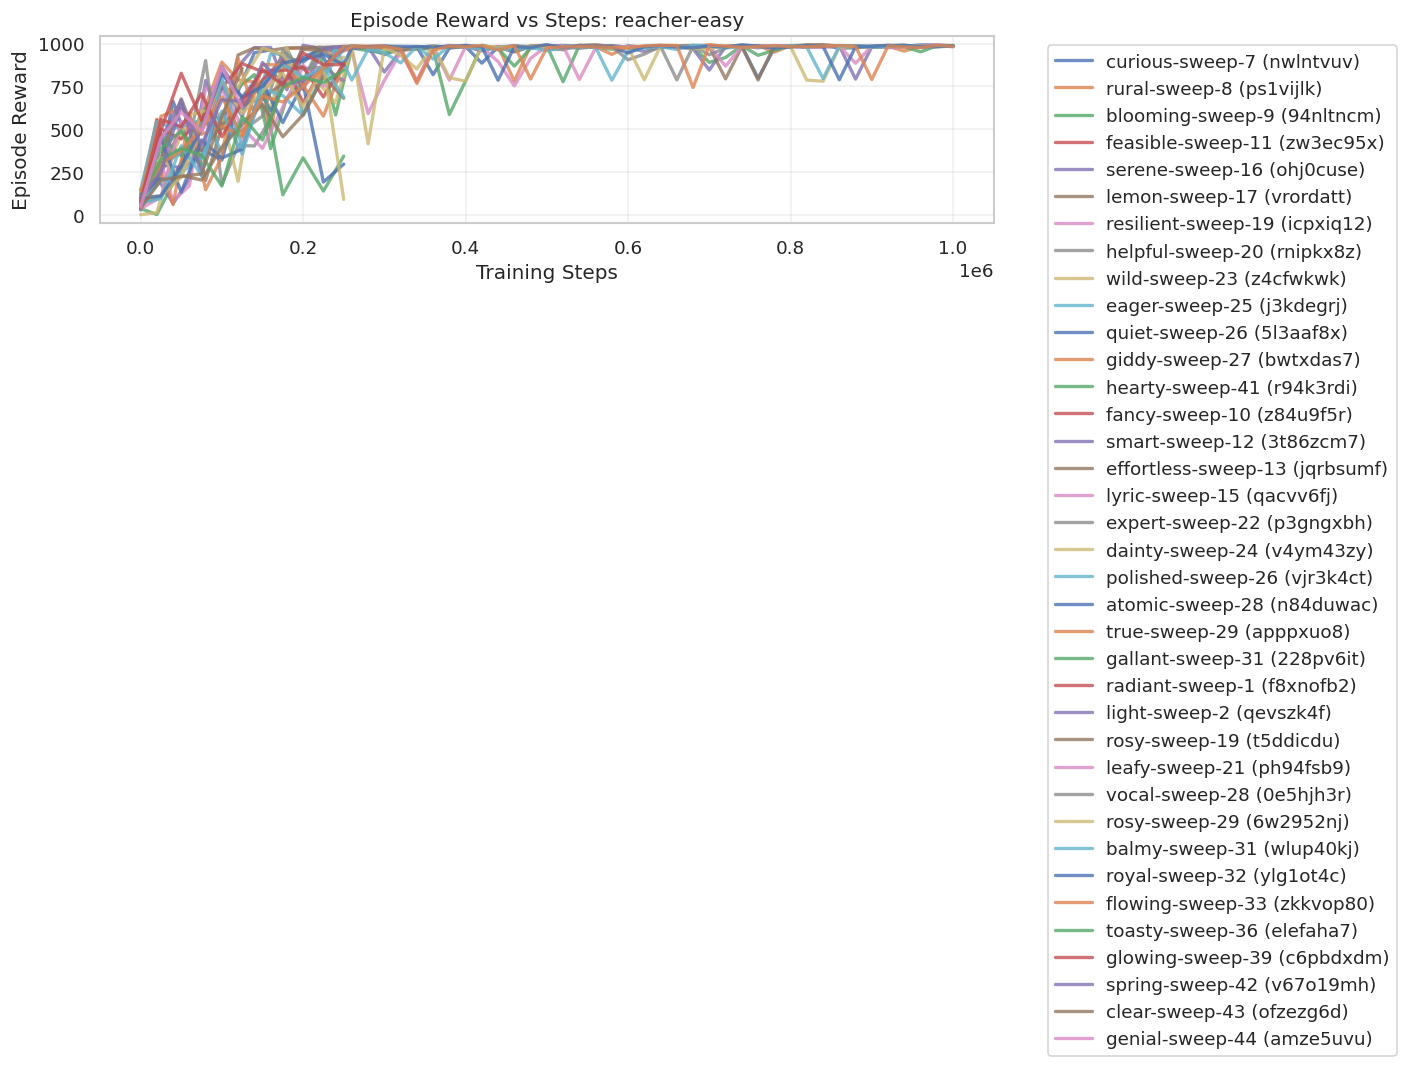 Episode Reward vs Steps: reacher-easy
Episode Reward
1000
750
500
250
0
0.0 0.2 0.4 0.6 0.8 1.0
1e6
Training Steps
curious-sweep-7 (nwlntvuv)
rural-sweep-8 (ps1vijlk)
blooming-sweep-9 (94nltncm)
feasible-sweep-11 (zw3ec95x)
serene-sweep-16 (ohj0cuse)
lemon-sweep-17 (vrordatt)
resilient-sweep-19 (icpxiq12)
helpful-sweep-20 (rnipkx8z)
wild-sweep-23 (z4cfwkwk)
eager-sweep-25 (j3kdegrj)
quiet-sweep-26 (5l3aaf8x)
giddy-sweep-27 (bwtxdas7)
hearty-sweep-41 (r94k3rdi)
fancy-sweep-10 (z84u9f5r)
smart-sweep-12 (3t86zcm7)
effortless-sweep-13 (jqrbsumf)
lyric-sweep-15 (qacvv6fj)
expert-sweep-22 (p3gngxbh)
dainty-sweep-24 (v4ym43zy)
polished-sweep-26 (vjr3k4ct)
atomic-sweep-28 (n84duwac)
true-sweep-29 (apppxuo8)
gallant-sweep-31 (228pv6it)
radiant-sweep-1 (f8xnofb2)
light-sweep-2 (qevszk4f)
rosy-sweep-19 (t5ddicdu)
leafy-sweep-21 (ph94fsb9)
vocal-sweep-28 (0e5hjh3r)
rosy-sweep-29 (6w2952nj)
balmy-sweep-31 (wlup40kj)
royal-sweep-32 (ylg1ot4c)
flowing-sweep-33 (zkkvop80)
toasty-sweep-36 (elefaha7)
glowing-sweep-39 (c6pbdxdm)
spring-sweep-42 (v67o19mh)
clear-sweep-43 (ofzezg6d)
genial-sweep-44 (amze5uvu)